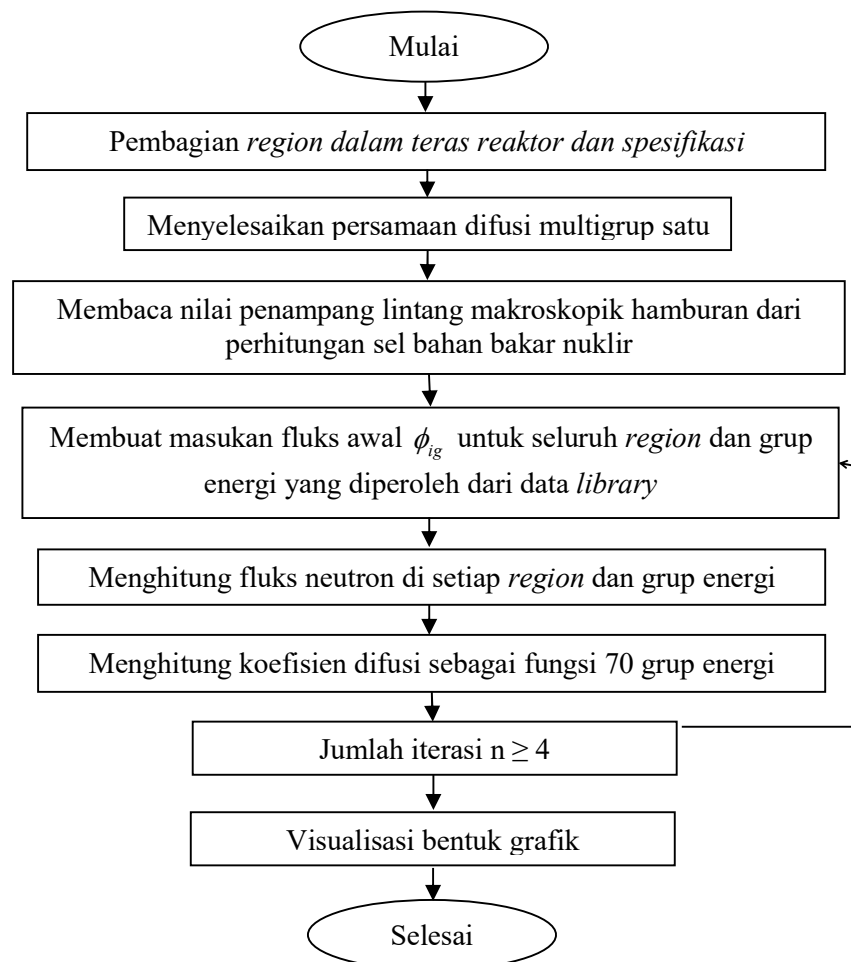 Mulai
Pembagian region dalam teras reaktor dan spesifikasi
Menyelesaikan persamaan difusi multigrup satu
Membaca nilai penampang lintang makroskopik hamburan dari
perhitungan sel bahan bakar nuklir
Membuat masukan fluks awal ϕ_ig untuk seluruh region dan grup
energi yang diperoleh dari data library
Menghitung fluks neutron di setiap region dan grup energi
Menghitung koefisien difusi sebagai fungsi 70 grup energi
Jumlah iterasi n ≥ 4
Visualisasi bentuk grafik
Selesai